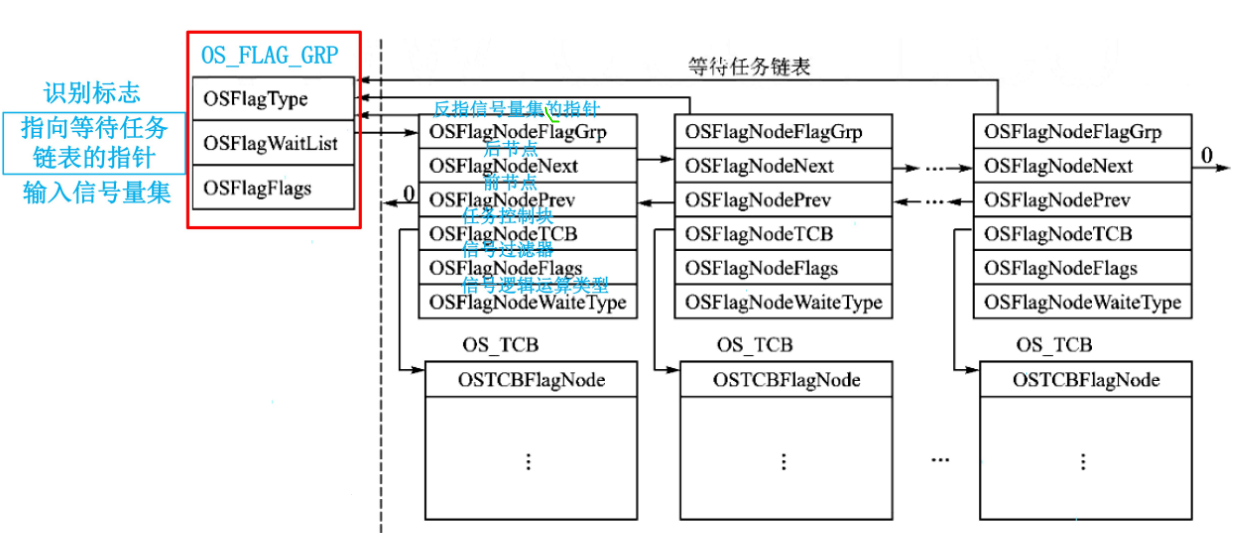 OS_FLAG_GRP
识别标志
OSFlagType
指向等待任务
链表的指针
OSFlagWaitList
输入信号量集
OSFlagFlags
等待任务链表
反指信号量集的指针
OSFlagNodeFlagGrp
后节点
OSFlagNodeNext
前节点
0
OSFlagNodePrev
任务控制块
OSFlagNodeTCB
信号过滤器
OSFlagNodeFlags
信号逻辑运算类型
OSFlagNodeWaiteType
OS_TCB
OSTCBFlagNode
⋮
OSFlagNodeFlagGrp
OSFlagNodeNext
OSFlagNodePrev
OSFlagNodeTCB
OSFlagNodeFlags
OSFlagNodeWaiteType
OS_TCB
OSTCBFlagNode
⋮
...
...
...
OSFlagNodeFlagGrp
OSFlagNodeNext
0
OSFlagNodePrev
OSFlagNodeTCB
OSFlagNodeFlags
OSFlagNodeWaiteType
OS_TCB
OSTCBFlagNode
⋮